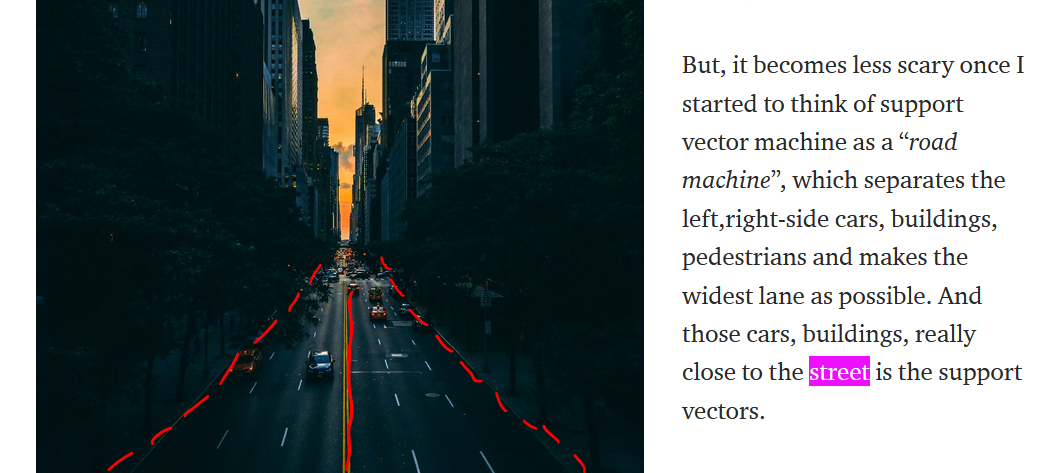 But, it becomes less scary once I
started to think of support
vector machine as a “road
machine”, which separates the
left,right-side cars, buildings,
pedestrians and makes the
widest lane as possible. And
those cars, buildings, really
close to the street is the support
vectors.